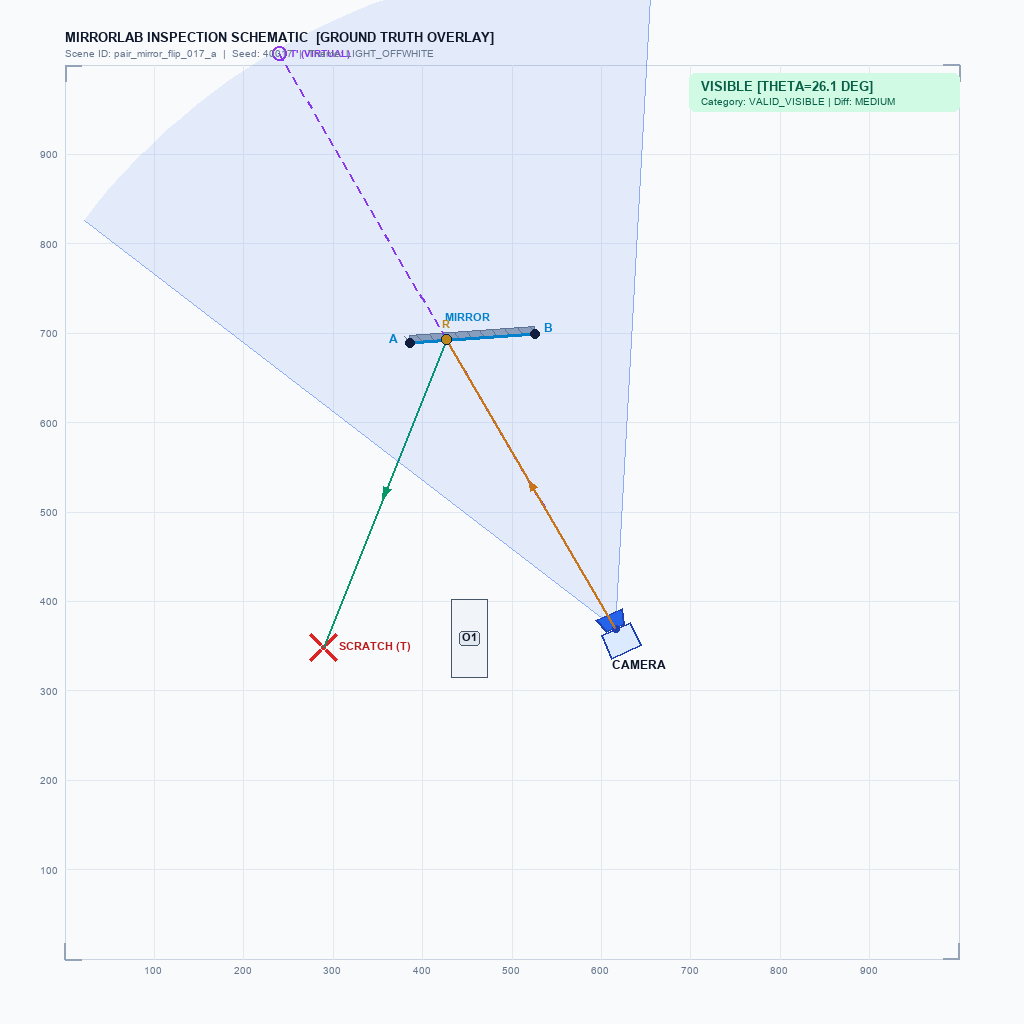 MIRRORLAB INSPECTION SCHEMATIC [GROUND TRUTH OVERLAY]
Scene ID: pair_mirror_flip_017_a | Seed: LIGHT_OFFWHITE
T' (VIRTUAL)
VISIBLE [THETA=26.1 DEG]
Category: VALID_VISIBLE | Diff: MEDIUM
900
800
700
600
500
400
300
200
100
MIRROR
R
A
B
O1
SCRATCH (T)
CAMERA
100
200
300
400
500
600
700
800
900